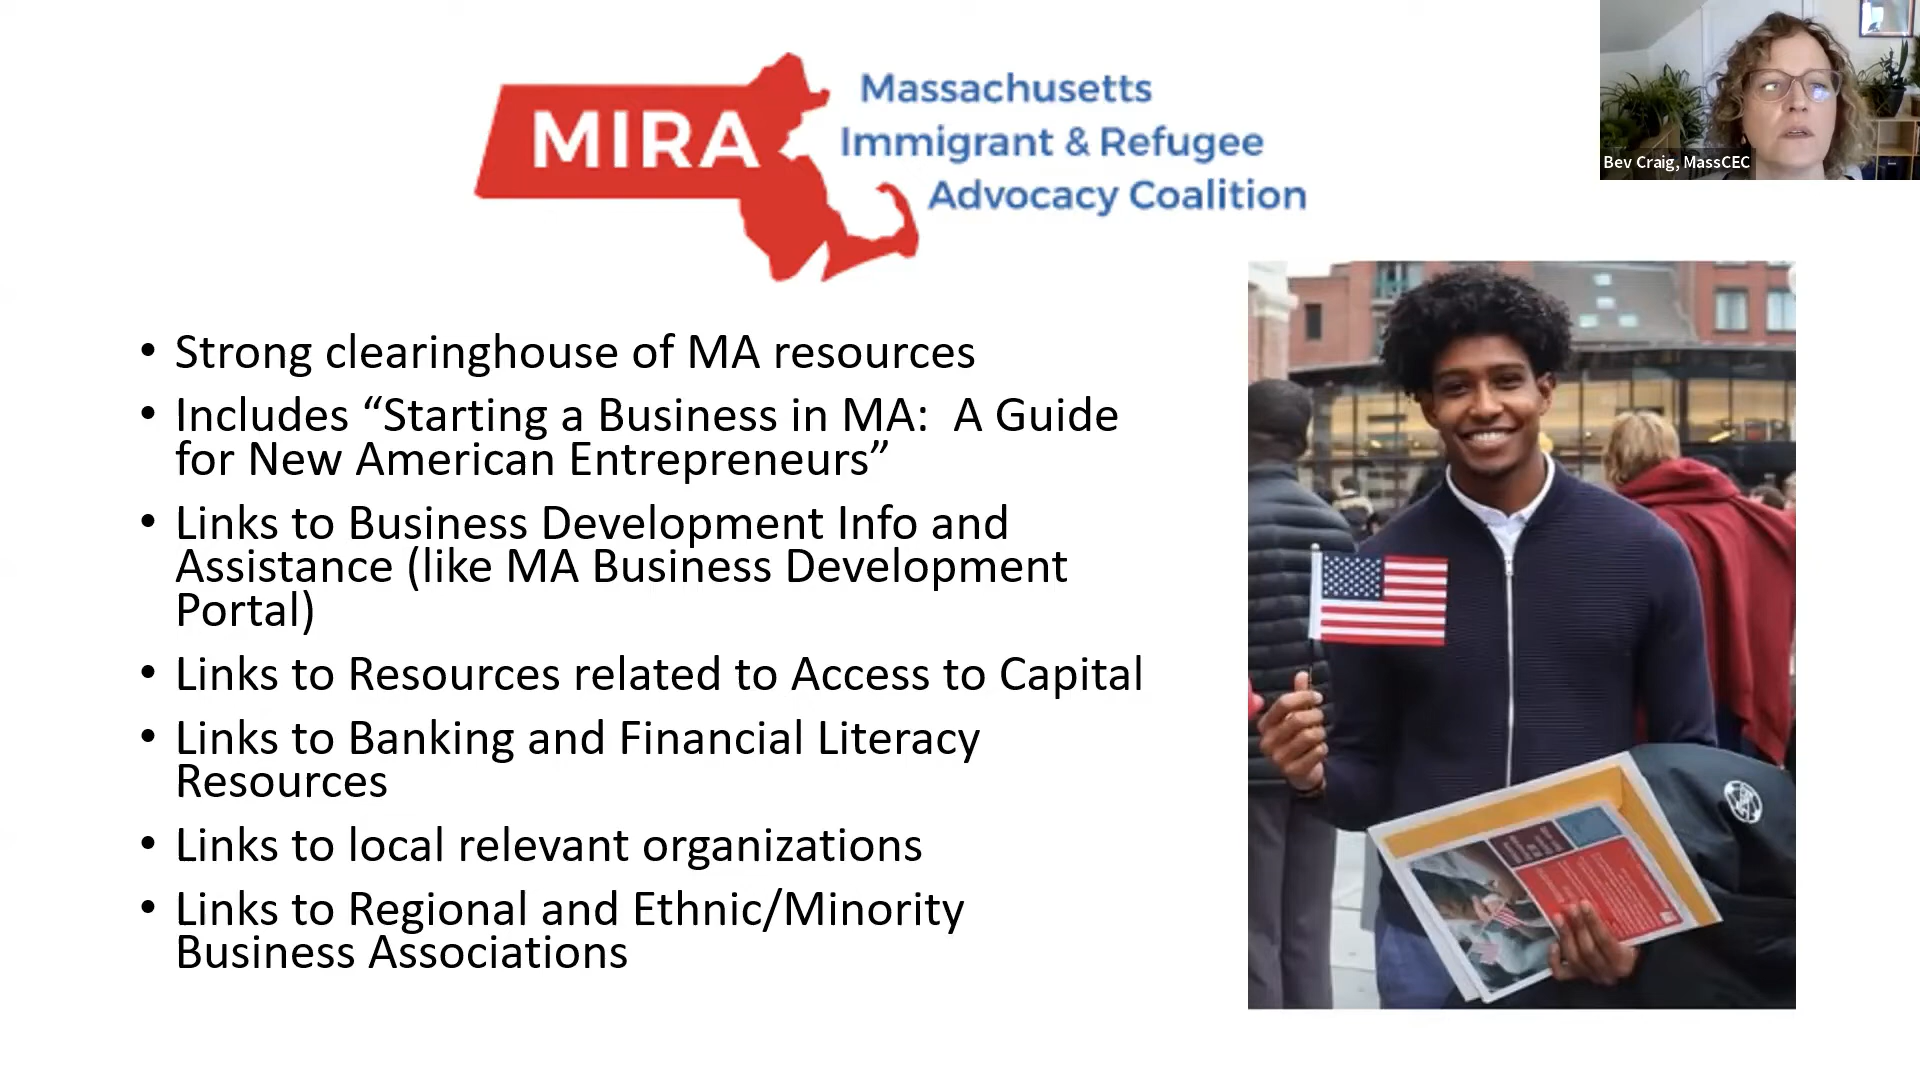 MIRA
Massachusetts
Immigrant & Refugee
Advocacy Coalition
Bev Craig, MassCEC
• Strong clearinghouse of MA resources
• Includes “Starting a Business in MA:  A Guide
for New American Entrepreneurs”
• Links to Business Development Info and
Assistance (like MA Business Development
Portal)
• Links to Resources related to Access to Capital
• Links to Banking and Financial Literacy
Resources
• Links to local relevant organizations
• Links to Regional and Ethnic/Minority
Business Associations